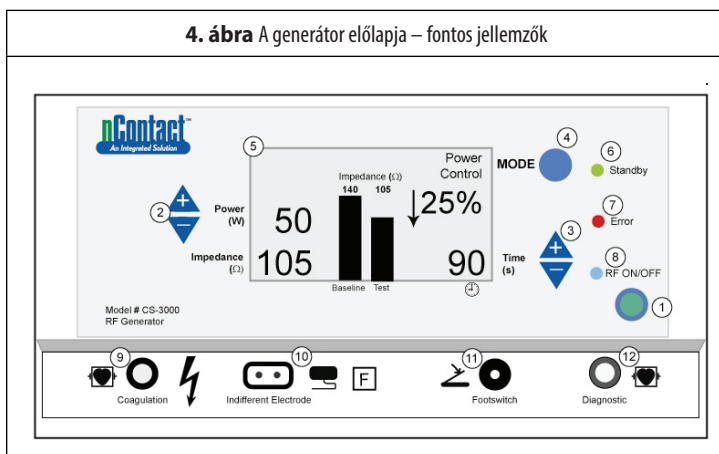 4. ábra A generátor előlapja – fontos jellemzők
nContact™
An Integrated Solution
5
Power
Control
4
MODE
6
Standby
Impedance (Ω)
140 105
2
+
–
Power
(W)
50
↓25%
7
Error
3
+
–
Impedance
(Ω)
105
90
Time
(s)
8
RF ON/OFF
Baseline Test
1
Model # CS-3000
RF Generator
9
10
11
12
F
Coagulation
Indifferent Electrode
Footswitch
Diagnostic